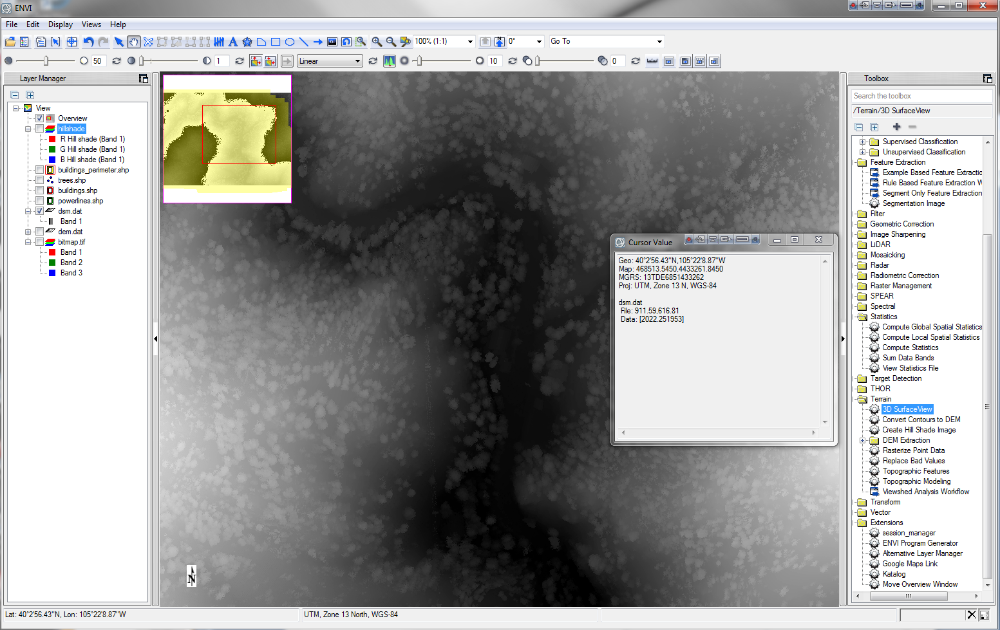 ENVI
File Edit Display Views Help
100% (1:1) 0° Go To
50 1 Linear 10 0
Layer Manager
View
Overview
hillshade
R Hill shade (Band 1)
G Hill shade (Band 1)
B Hill shade (Band 1)
buildings_perimeter.shp
trees.shp
buildings.shp
powerlines.shp
dsm.dat
Band 1
dem.dat
bitmap.tif
Band 1
Band 2
Band 3
N
Cursor Value
Geo: 40°2'56.43"N,105°22'8.87"W
Map: 468513.5450,4433261.8450
MGRS: 13TDE6851433262
Proj: UTM, Zone 13 N, WGS-84
dsm.dat
File: 911.59,616.81
Data: [2022.251953]
Toolbox
Search the toolbox
/Terrain/3D SurfaceView
Supervised Classification
Unsupervised Classification
Feature Extraction
Example Based Feature Extractic
Rule Based Feature Extraction W
Segment Only Feature Extraction
Segmentation Image
Filter
Geometric Correction
Image Sharpening
LiDAR
Mosaicking
Radar
Radiometric Correction
Raster Management
SPEAR
Spectral
Statistics
Compute Global Spatial Statistics
Compute Local Spatial Statistics
Compute Statistics
Sum Data Bands
View Statistics File
Target Detection
THOR
Terrain
3D SurfaceView
Convert Contours to DEM
Create Hill Shade Image
DEM Extraction
Rasterize Point Data
Replace Bad Values
Topographic Features
Topographic Modeling
Viewshed Analysis Workflow
Transform
Vector
Extensions
session_manager
ENVI Program Generator
Alternative Layer Manager
Google Maps Link
Katalog
Move Overview Window
Lat: 40°2'56.43"N, Lon: 105°22'8.87"W
UTM, Zone 13 North, WGS-84